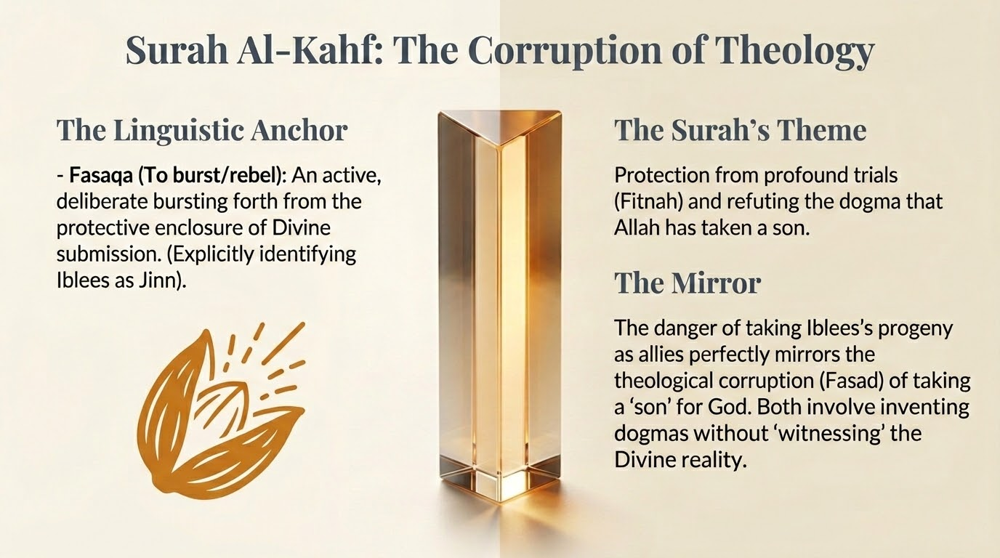 Surah Al-Kahf: The Corruption of Theology
The Linguistic Anchor
- Fasaqa (To burst/rebel): An active,
deliberate bursting forth from the
protective enclosure of Divine
submission. (Explicitly identifying
Iblees as Jinn).
The Surah’s Theme
Protection from profound trials
(Fitnah) and refuting the dogma that
Allah has taken a son.
The Mirror
The danger of taking Iblees’s progeny
as allies perfectly mirrors the
theological corruption (Fasad) of taking
a ‘son’ for God. Both involve inventing
dogmas without ‘witnessing’ the
Divine reality.